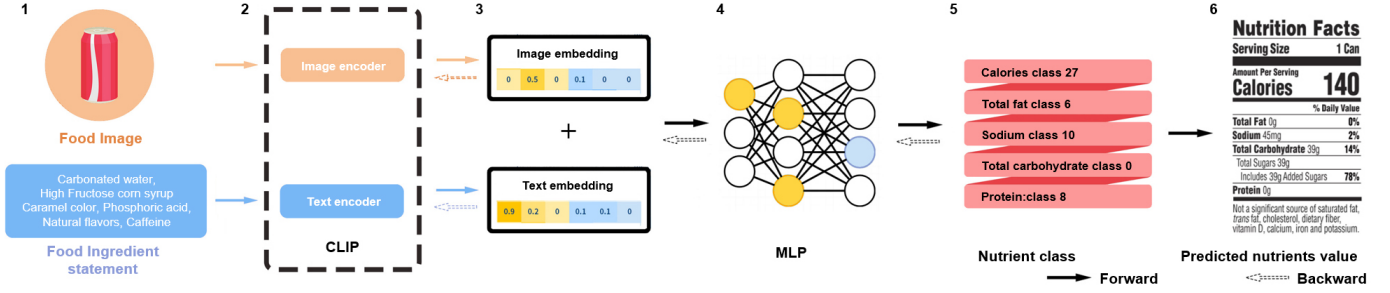 1
2
3
4
5
6
Food Image
Carbonated water,
High Fructose corn syrup
Caramel color, Phosphoric acid,
Natural flavors, Caffeine
Food Ingredient
statement
Image encoder
Text encoder
CLIP
Image embedding
0 0.5 0 0.1 0 0
+
Text embedding
0.9 0.2 0 0.1 0.1 0
MLP
Calories class 27
Total fat class 6
Sodium class 10
Total carbohydrate class 0
Protein:class 8
Nutrient class
Nutrition Facts
Serving Size 1 Can
Amount Per Serving
Calories 140
% Daily Value
Total Fat 0g 0%
Sodium 45mg 2%
Total Carbohydrate 39g 14%
Total Sugars 39g
Includes 39g Added Sugars 78%
Protein 0g
Not a significant source of saturated fat,
trans fat, cholesterol, dietary fiber,
vitamin D, calcium, iron and potassium.
Predicted nutrients value
Forward
Backward